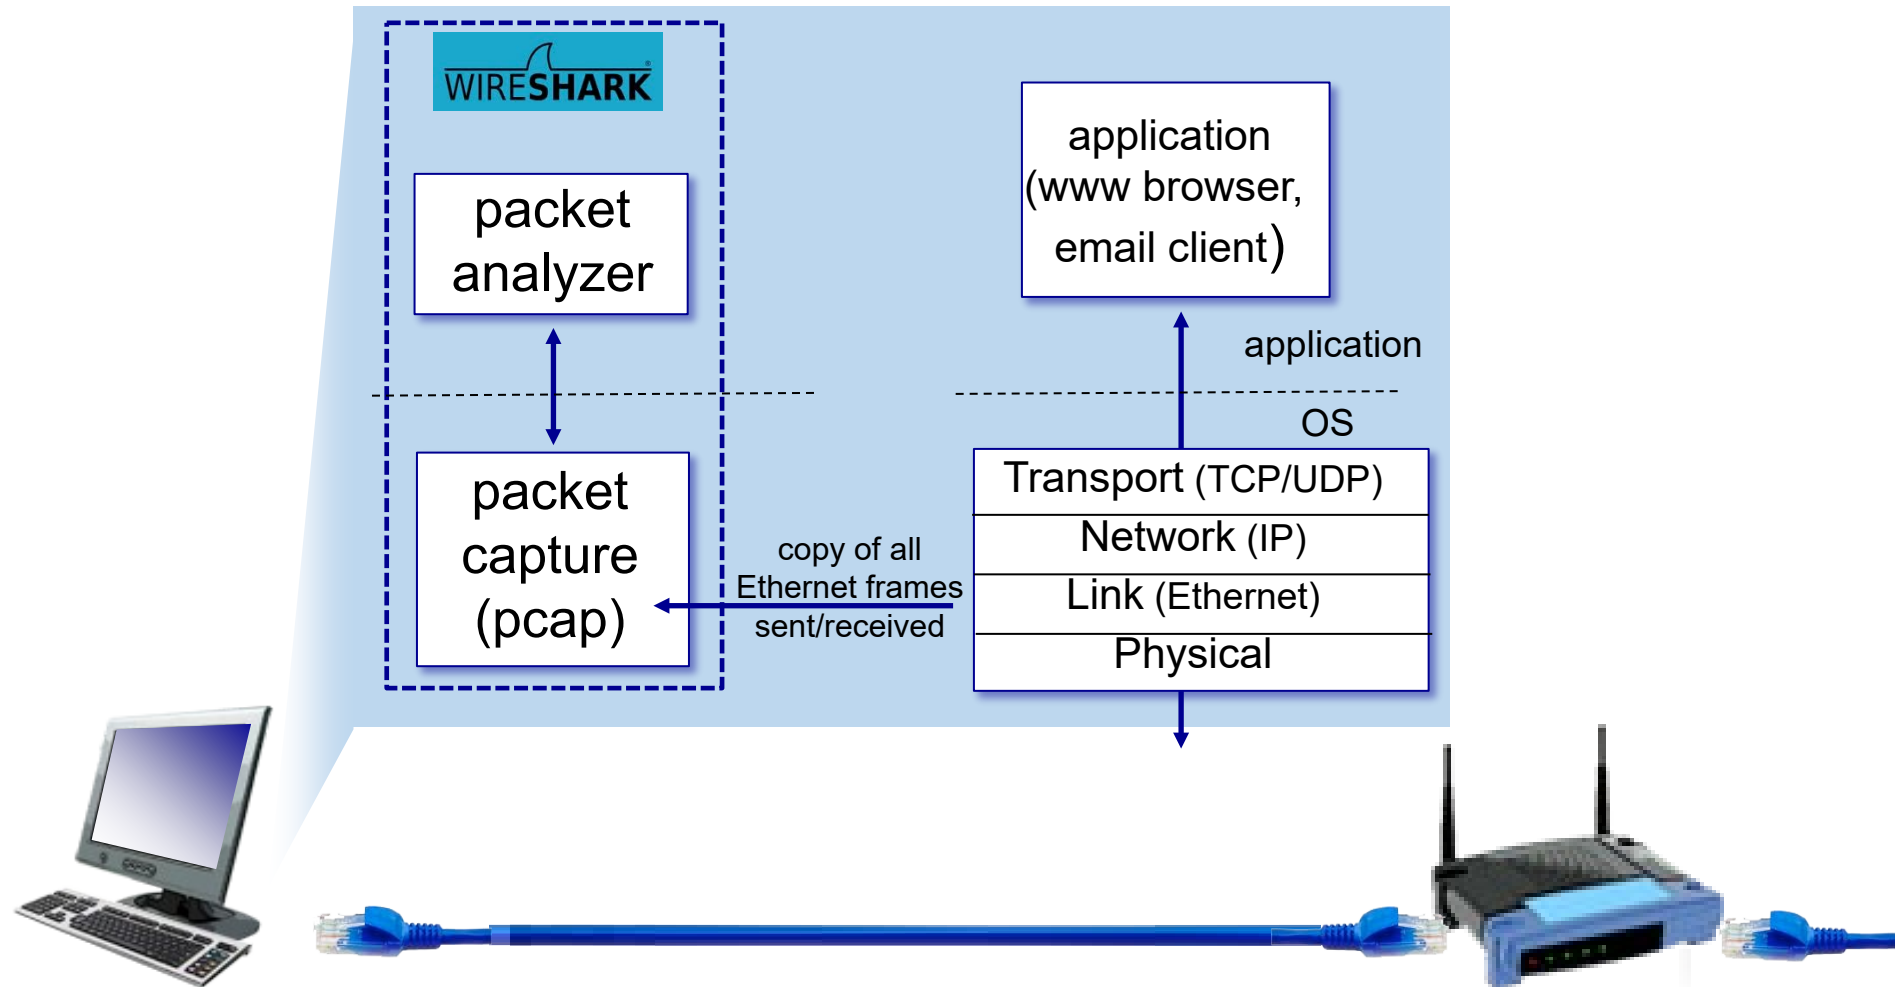 WIRESHARK
packet
analyzer
packet
capture
(pcap)
copy of all
Ethernet frames
sent/received
application
(www browser,
email client)
application
OS
Transport (TCP/UDP)
Network (IP)
Link (Ethernet)
Physical